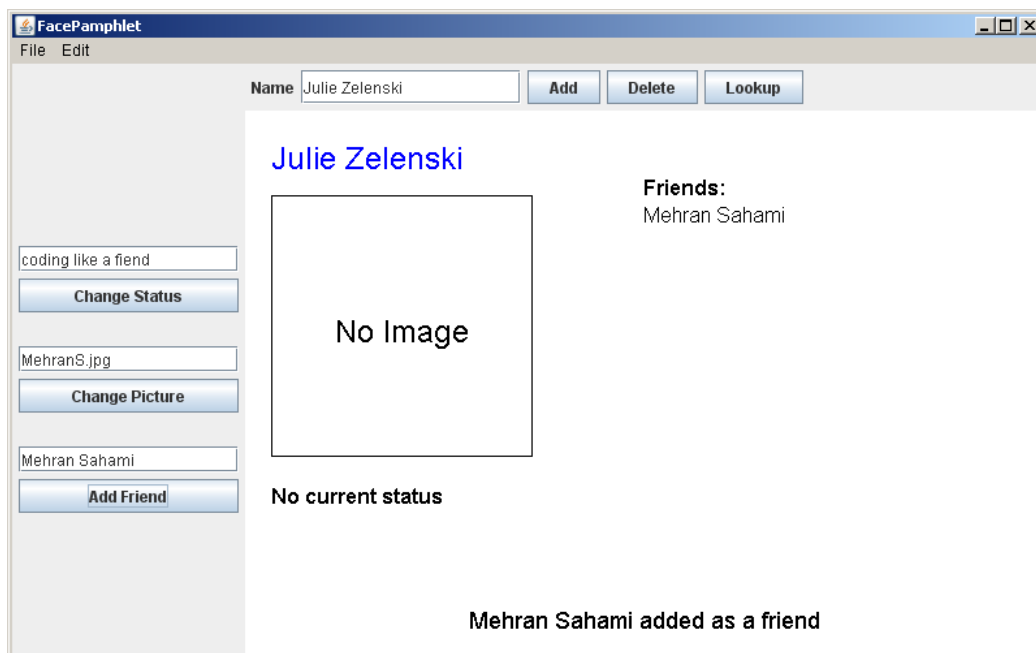 FacePamphlet
File Edit
Name Julie Zelenski Add Delete Lookup
Julie Zelenski
Friends:
Mehran Sahami
coding like a fiend
Change Status
No Image
MehranS.jpg
Change Picture
Mehran Sahami
Add Friend
No current status
Mehran Sahami added as a friend